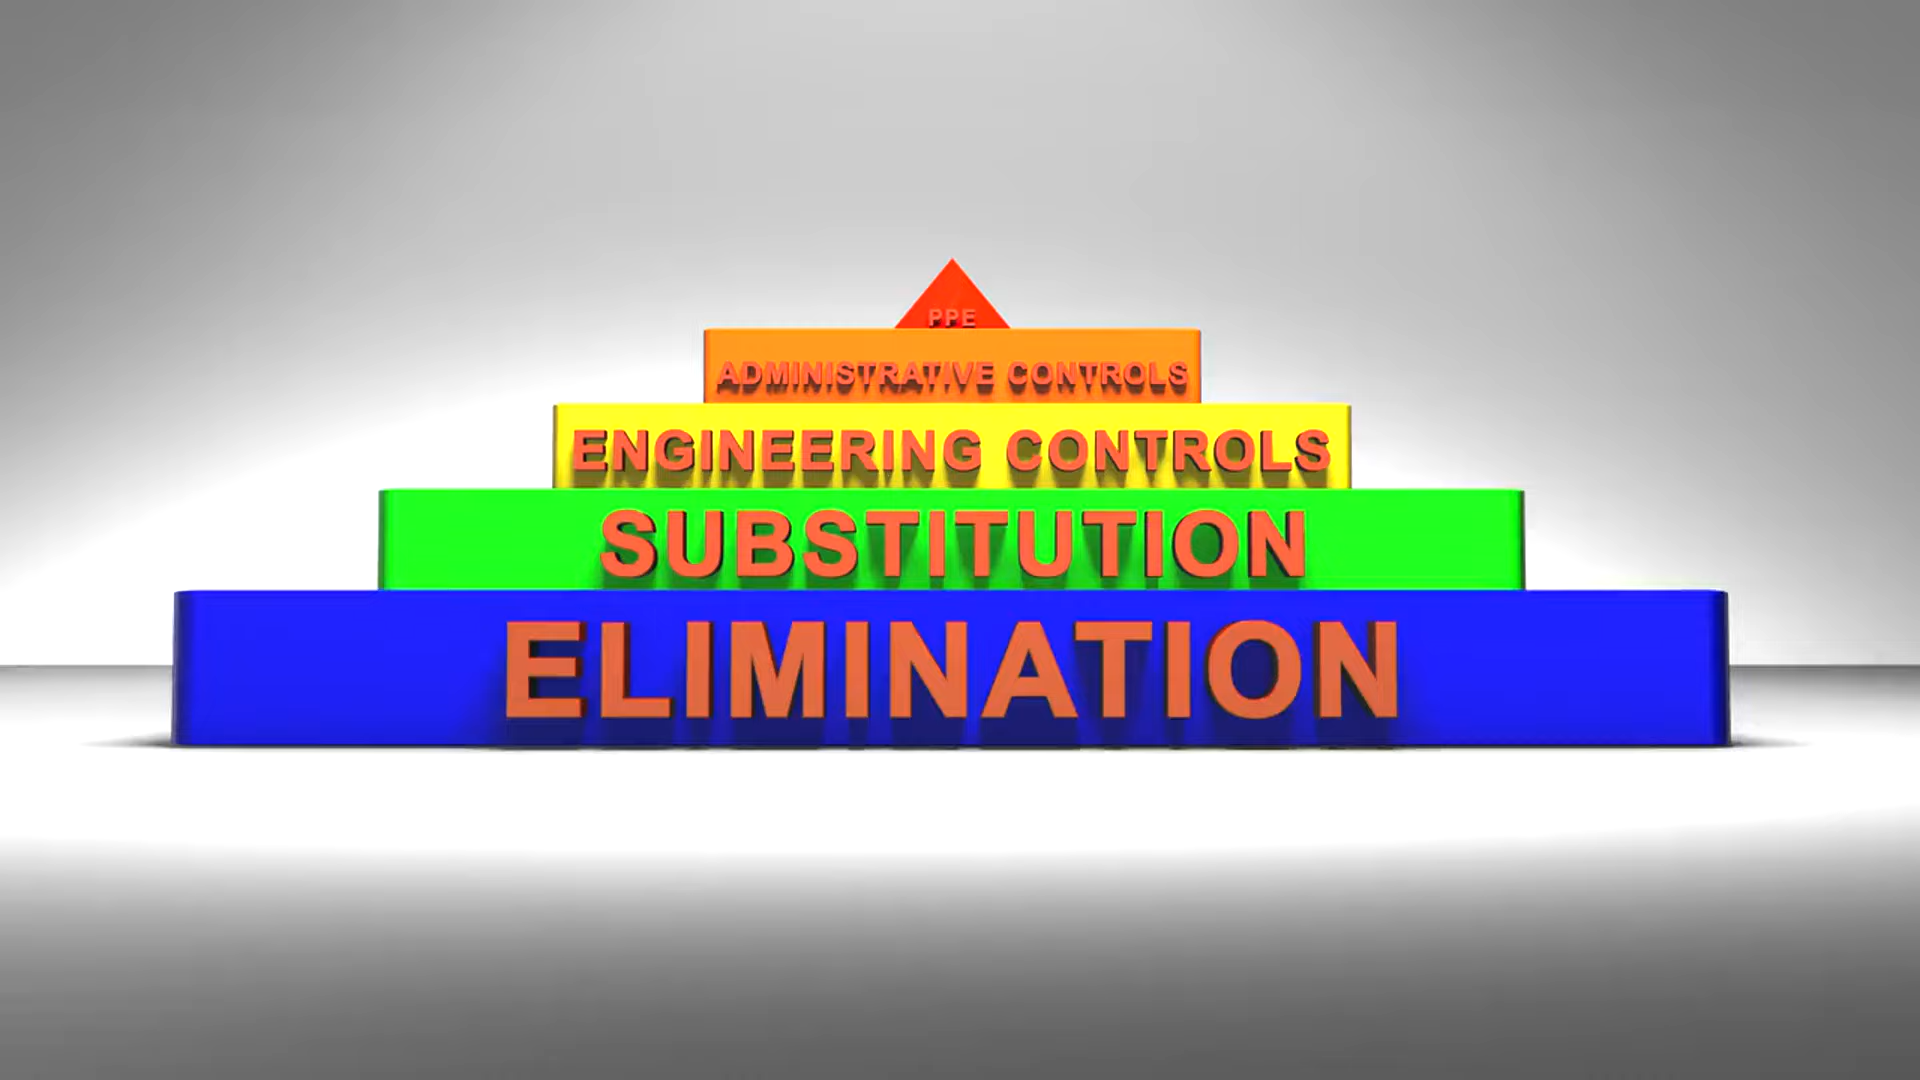 PPE
ADMINISTRATIVE CONTROLS
ENGINEERING CONTROLS
SUBSTITUTION
ELIMINATION